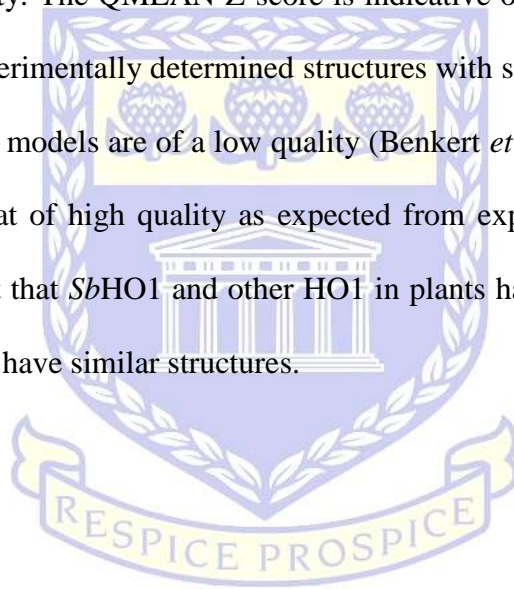 ty. The QMEAN Z-score is indicative o
perimentally determined structures with s
models are of a low quality (Benkert et
at of high quality as expected from exp
that SbHO1 and other HO1 in plants ha
have similar structures.
RESPICE PROSPICE